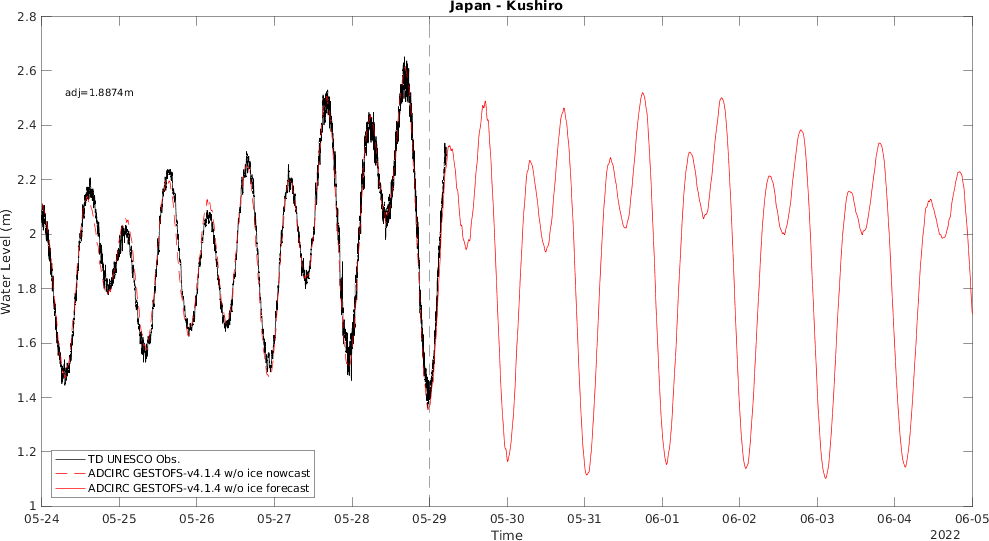 Japan - Kushiro
2.8
2.6
2.4
2.2
2
1.8
1.6
1.4
1.2
1
Water Level (m)
adj=1.8874m
TD UNESCO Obs.
ADCIRC GESTOFS-v4.1.4 w/o ice nowcast
ADCIRC GESTOFS-v4.1.4 w/o ice forecast
05-24 05-25 05-26 05-27 05-28 05-29 05-30 05-31 06-01 06-02 06-03 06-04 06-05
Time
2022